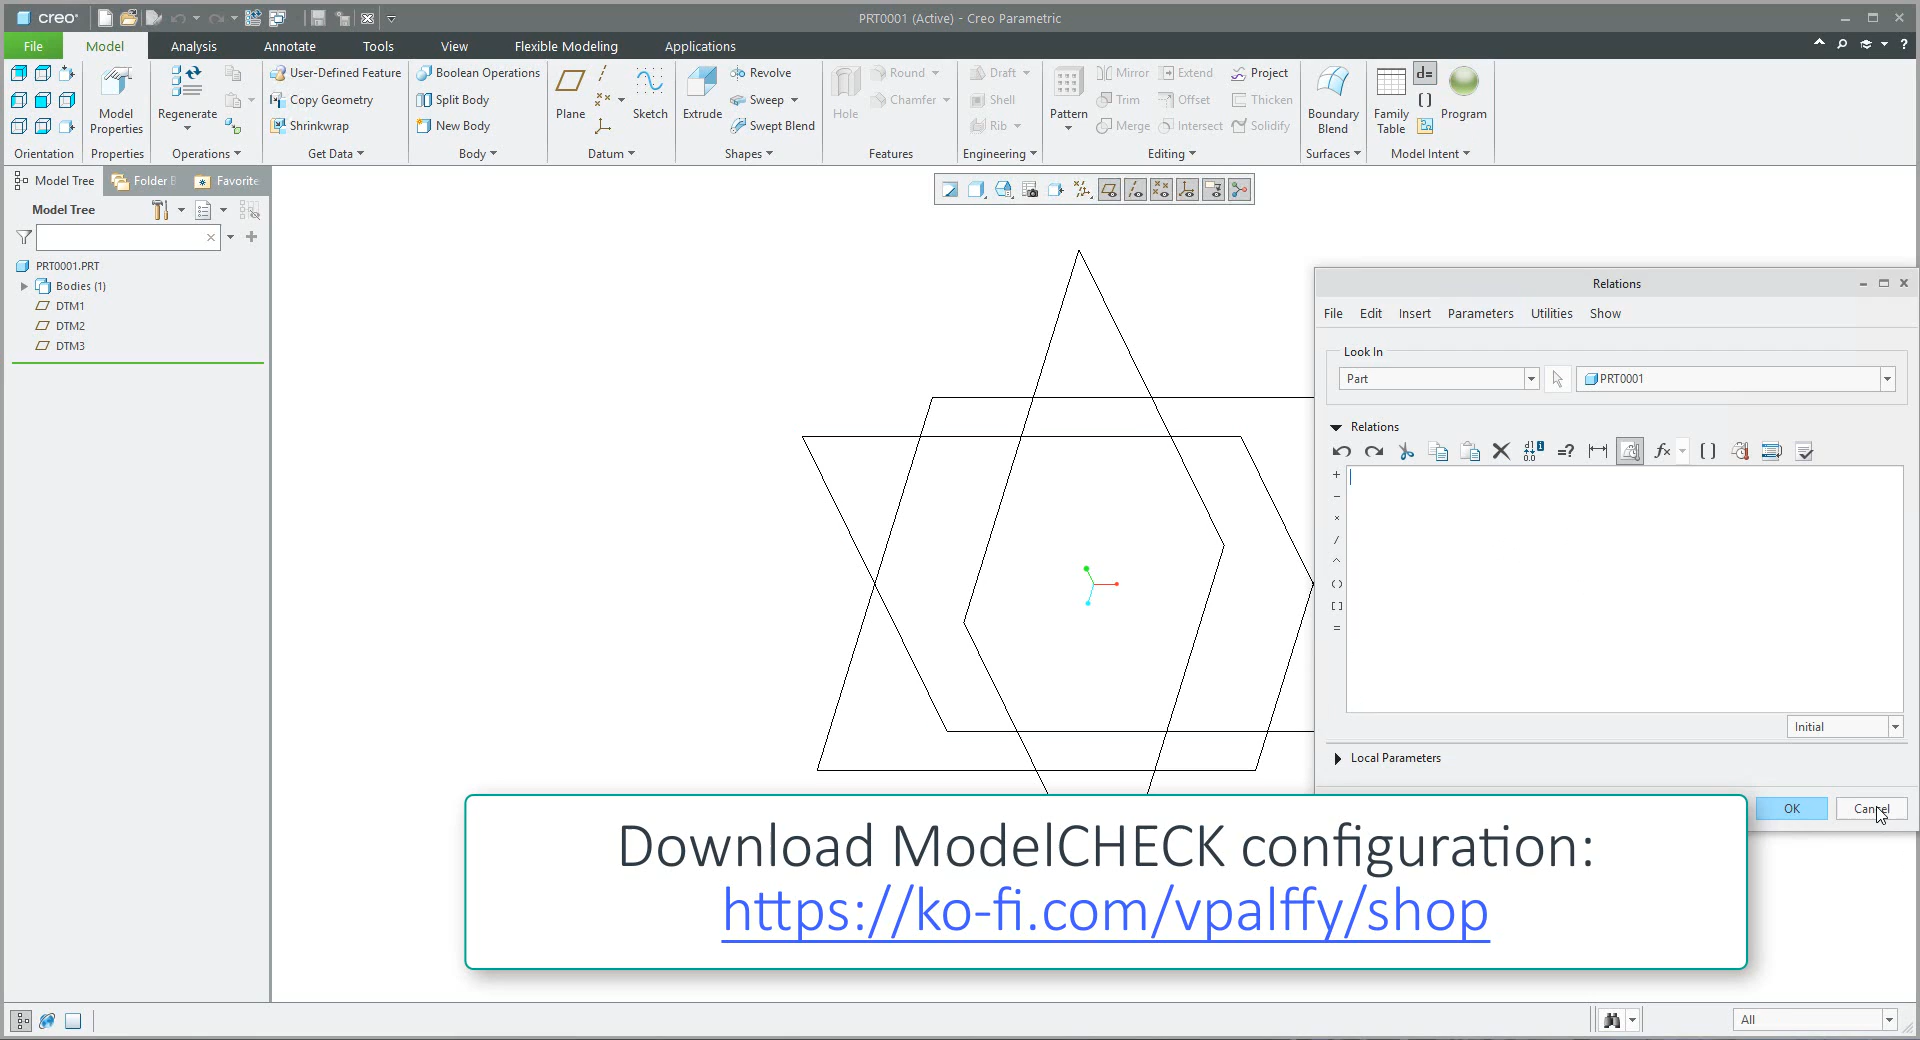 creo®
PRT0001 (Active) - Creo Parametric
File
Model
Analysis
Annotate
Tools
View
Flexible Modeling
Applications
Model
Properties
Regenerate
User-Defined Feature
Copy Geometry
Shrinkwrap
Boolean Operations
Split Body
New Body
Plane
Sketch
Extrude
Revolve
Sweep
Swept Blend
Hole
Round
Chamfer
Draft
Shell
Rib
Pattern
Mirror
Extend
Project
Trim
Offset
Thicken
Merge
Intersect
Solidify
Boundary
Blend
Family
Table
d=
[]
Program
Orientation
Properties
Operations
Get Data
Body
Datum
Shapes
Features
Engineering
Editing
Surfaces
Model Intent
Model Tree
Folder B
Favorite
Model Tree
PRT0001.PRT
Bodies (1)
DTM1
DTM2
DTM3
Relations
File
Edit
Insert
Parameters
Utilities
Show
Look In
Part
PRT0001
Relations
=?
fx
[]
+
-
×
/
^
()
[]
=
Initial
Local Parameters
OK
Cancel
Download ModelCHECK configuration:
https://ko-fi.com/vpalffy/shop
All